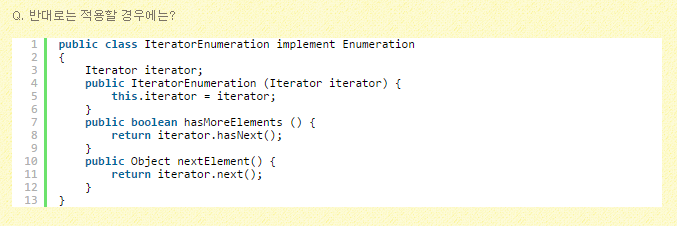 Q. 반대로는 적용할 경우에는?
1 public class IteratorEnumeration implement Enumeration
2 {
3     Iterator iterator;
4     public IteratorEnumeration (Iterator iterator) {
5         this.iterator = iterator;
6     }
7     public boolean hasMoreElements () {
8         return iterator.hasNext();
9     }
10     public Object nextElement() {
11         return iterator.next();
12     }
13 }